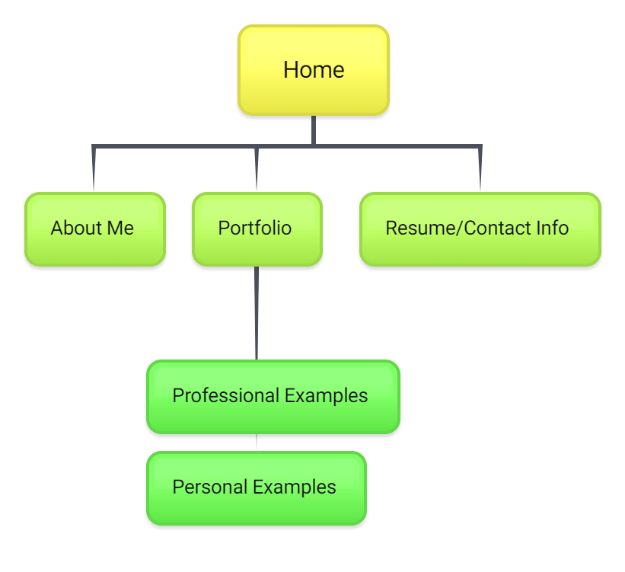 Home
About Me
Portfolio
Resume/Contact Info
Professional Examples
Personal Examples